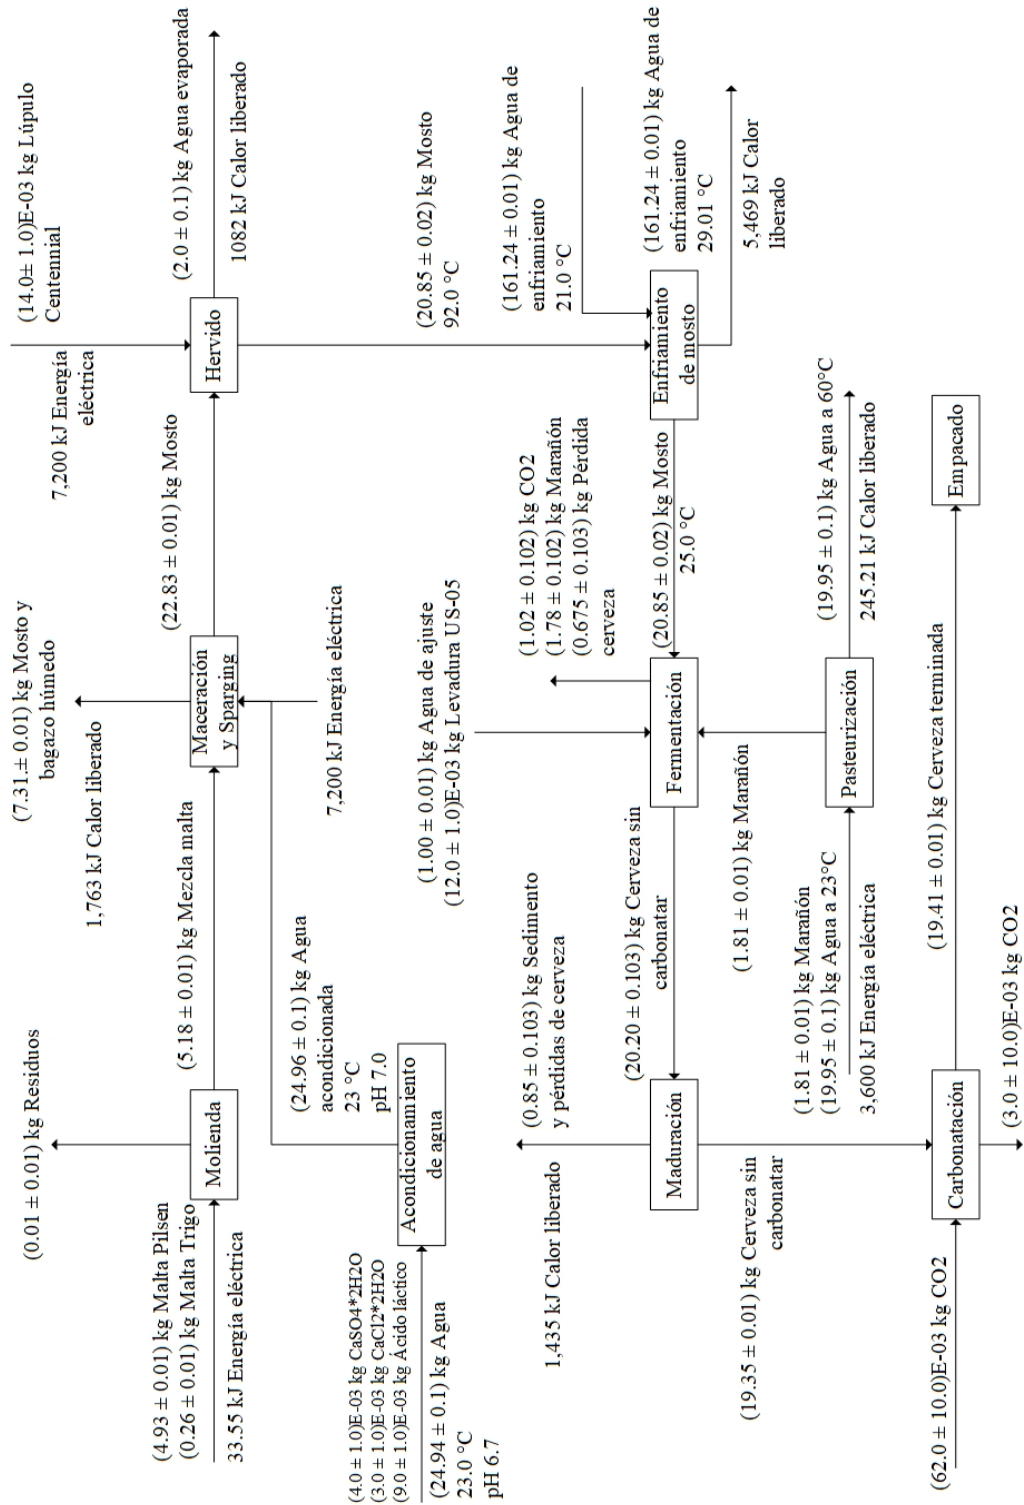 (4.93 ± 0.01) kg Malta Pilsen
(0.26 ± 0.01) kg Malta Trigo
33.55 kJ Energía eléctrica
Molienda
(0.01 ± 0.01) kg Residuos
(5.18 ± 0.01) kg Mezcla malta
(4.0 ± 1.0)E-03 kg CaSO4*2H2O
(3.0 ± 1.0)E-03 kg CaCl2*2H2O
(9.0 ± 1.0)E-03 kg Ácido láctico
(24.94 ± 0.1) kg Agua
23.0 °C
pH 6.7
Acondicionamiento
de agua
(24.96 ± 0.1) kg Agua
acondicionada
23 °C
pH 7.0
Maceración
y Sparging
(7.31.± 0.01) kg Mosto y
bagazo húmedo
1,763 kJ Calor liberado
7,200 kJ Energía eléctrica
(22.83 ± 0.01) kg Mosto
Hervido
(14.0± 1.0)E-03 kg Lúpulo
Centennial
7,200 kJ Energía
eléctrica
(2.0 ± 0.1) kg Agua evaporada
1082 kJ Calor liberado
(20.85 ± 0.02) kg Mosto
92.0 °C
(161.24 ± 0.01) kg Agua de
enfriamiento
21.0 °C
Enfriamiento
de mosto
(161.24 ± 0.01) kg Agua de
enfriamiento
29.01 °C
5,469 kJ Calor
liberado
(20.85 ± 0.02) kg Mosto
25.0 °C
(1.00 ± 0.01) kg Agua de ajuste
(12.0 ± 1.0)E-03 kg Levadura US-05
(1.02 ± 0.102) kg CO2
(1.78 ± 0.102) kg Marañón
(0.675 ± 0.103) kg Pérdida
cerveza
Fermentación
(1.81 ± 0.01) kg Marañón
Pasteurización
(1.81 ± 0.01) kg Marañón
(19.95 ± 0.1) kg Agua a 23°C
3,600 kJ Energía eléctrica
(19.95 ± 0.1) kg Agua a 60°C
245.21 kJ Calor liberado
(20.20 ± 0.103) kg Cerveza sin
carbonatar
Maduración
(0.85 ± 0.103) kg Sedimento
y pérdidas de cerveza
1,435 kJ Calor liberado
(19.35 ± 0.01) kg Cerveza sin
carbonatar
Carbonatación
(62.0 ± 10.0)E-03 kg CO2
(3.0 ± 10.0)E-03 kg CO2
(19.41 ± 0.01) kg Cerveza terminada
Empacado